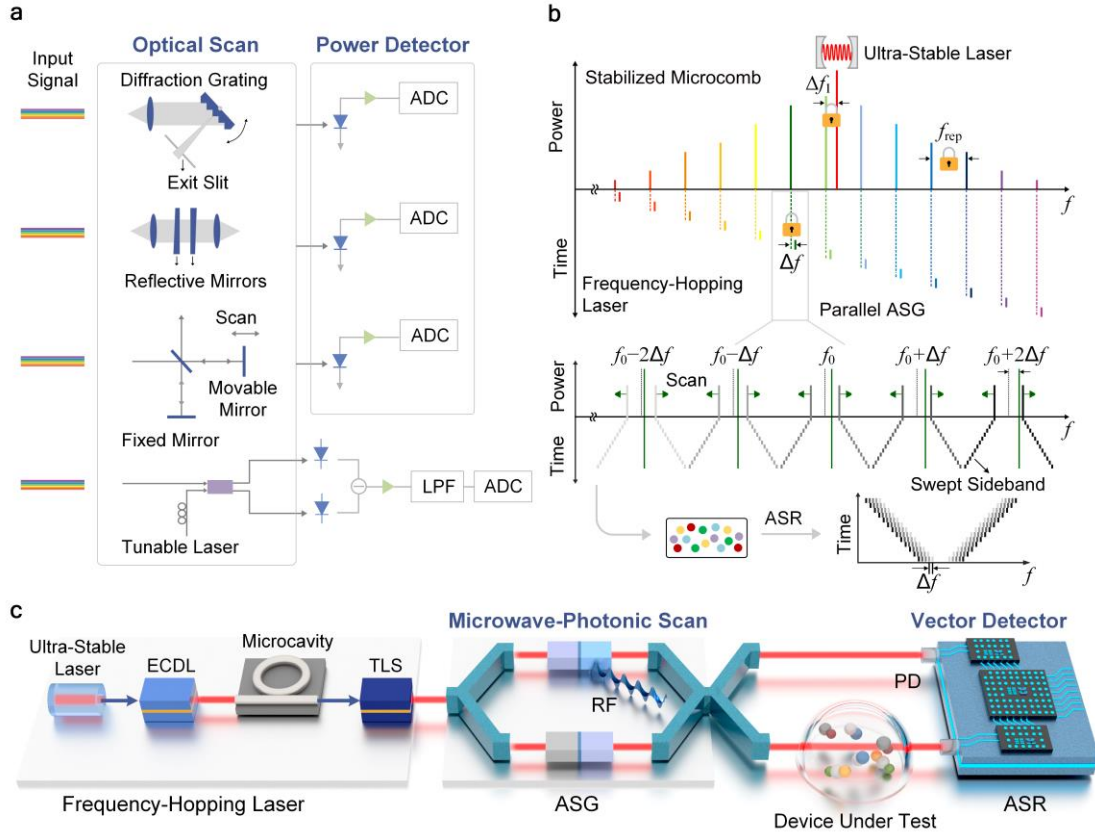 a
Optical Scan
Power Detector
Input
Signal
Diffraction Grating
Exit Slit
ADC
Reflective Mirrors
ADC
Scan
Movable
Mirror
Fixed Mirror
ADC
Tunable Laser
LPF
ADC
b
Ultra-Stable Laser
Stabilized Microcomb
Δf₁
f_rep
Power
f
Time
Δf
Frequency-Hopping
Laser
Parallel ASG
f₀−2Δf
f₀−Δf
f₀
f₀+Δf
f₀+2Δf
Scan
Power
f
Time
Swept Sideband
ASR
Time
Δf
f
c
Microwave-Photonic Scan
Vector Detector
Ultra-Stable
Laser
ECDL
Microcavity
TLS
RF
PD
Frequency-Hopping Laser
ASG
Device Under Test
ASR